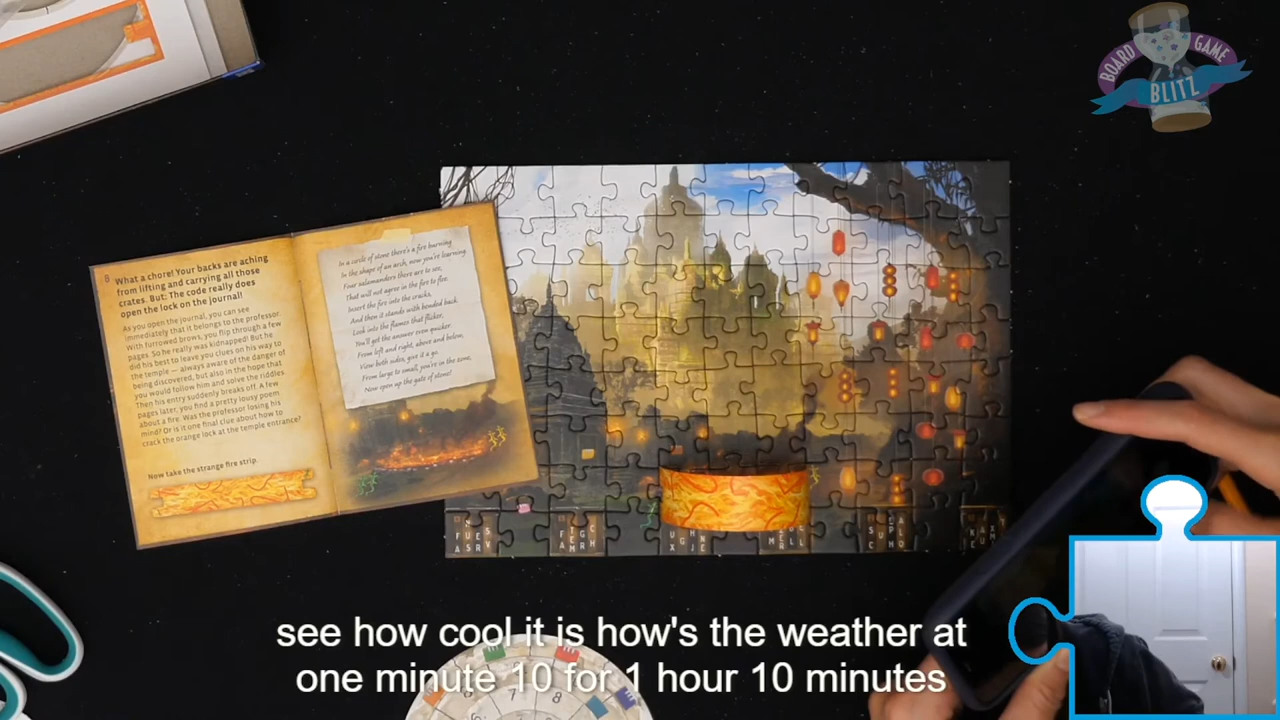 BOARD GAME
BLITZ
8 What a chore! Your backs are aching
from lifting and carrying all those
crates. But: The code really does
open the lock on the journal!
As you open the journal, you can see
immediately that it belongs to the professor.
With furrowed brows, you flip through a few
pages. So he really was kidnapped! But he
did his best to leave you clues on his way to
the temple — always aware of the danger of
being discovered, but also in the hope that
you would follow him and solve the riddles.
Then his entry suddenly breaks off. A few
pages later, you find a pretty lousy poem
about a fire. Was the professor losing his
mind? Or is it one final clue about how to
crack the orange lock at the temple entrance?
Now take the strange fire strip.
In a circle of stone there's a fire burning
In the shape of an arch, now you're learning.
Four salamanders there are to see,
That will not agree in the fire to flee.
Insert the fire into the cracks,
And then it stands with bended back.
Look into the flames that flicker,
You'll get the answer even quicker.
From left and right, above and below,
View both sides, give it a go.
From large to small, you're in the zone,
Now open up the gate of stone!
7 8
see how cool it is how's the weather at
one minute 10 for 1 hour 10 minutes